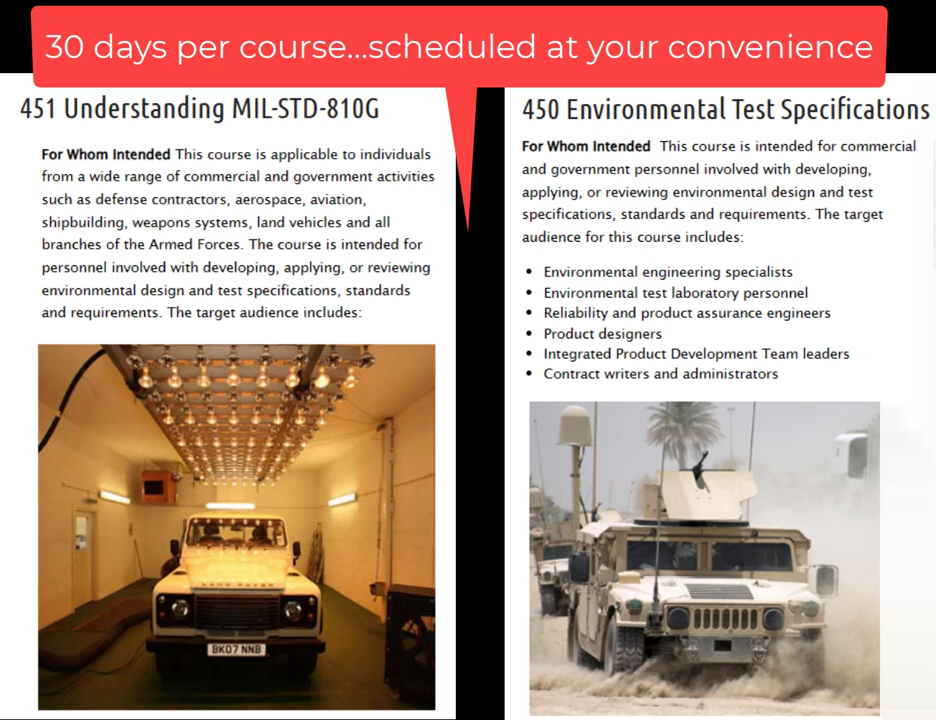 30 days per course...scheduled at your convenience
451 Understanding MIL-STD-810G
For Whom Intended This course is applicable to individuals
from a wide range of commercial and government activities
such as defense contractors, aerospace, aviation,
shipbuilding, weapons systems, land vehicles and all
branches of the Armed Forces. The course is intended for
personnel involved with developing, applying, or reviewing
environmental design and test specifications, standards
and requirements. The target audience includes:
BK07 NNB
450 Environmental Test Specifications
For Whom Intended This course is intended for commercial
and government personnel involved with developing,
applying, or reviewing environmental design and test
specifications, standards and requirements. The target
audience for this course includes:
• Environmental engineering specialists
• Environmental test laboratory personnel
• Reliability and product assurance engineers
• Product designers
• Integrated Product Development Team leaders
• Contract writers and administrators